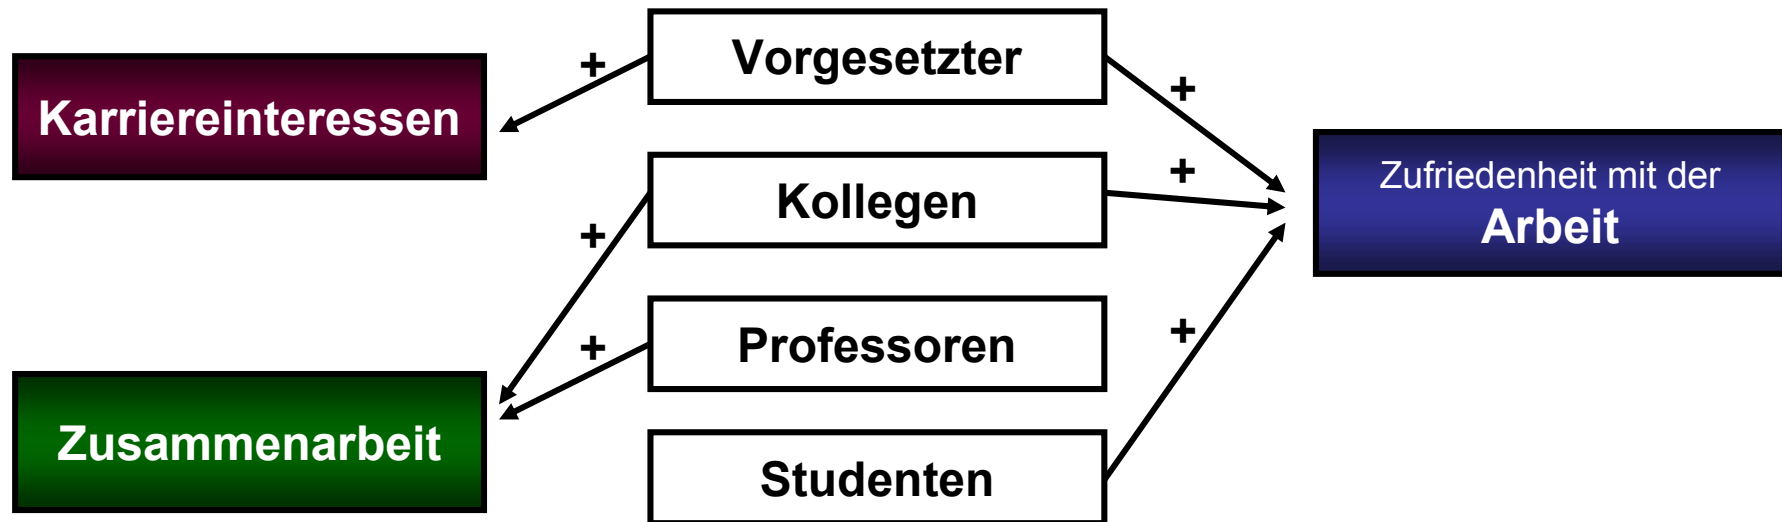 Vorgesetzter
+
+
Karriereinteressen
Kollegen
+
Zufriedenheit mit der
Arbeit
+
Professoren
+
+
Zusammenarbeit
Studenten